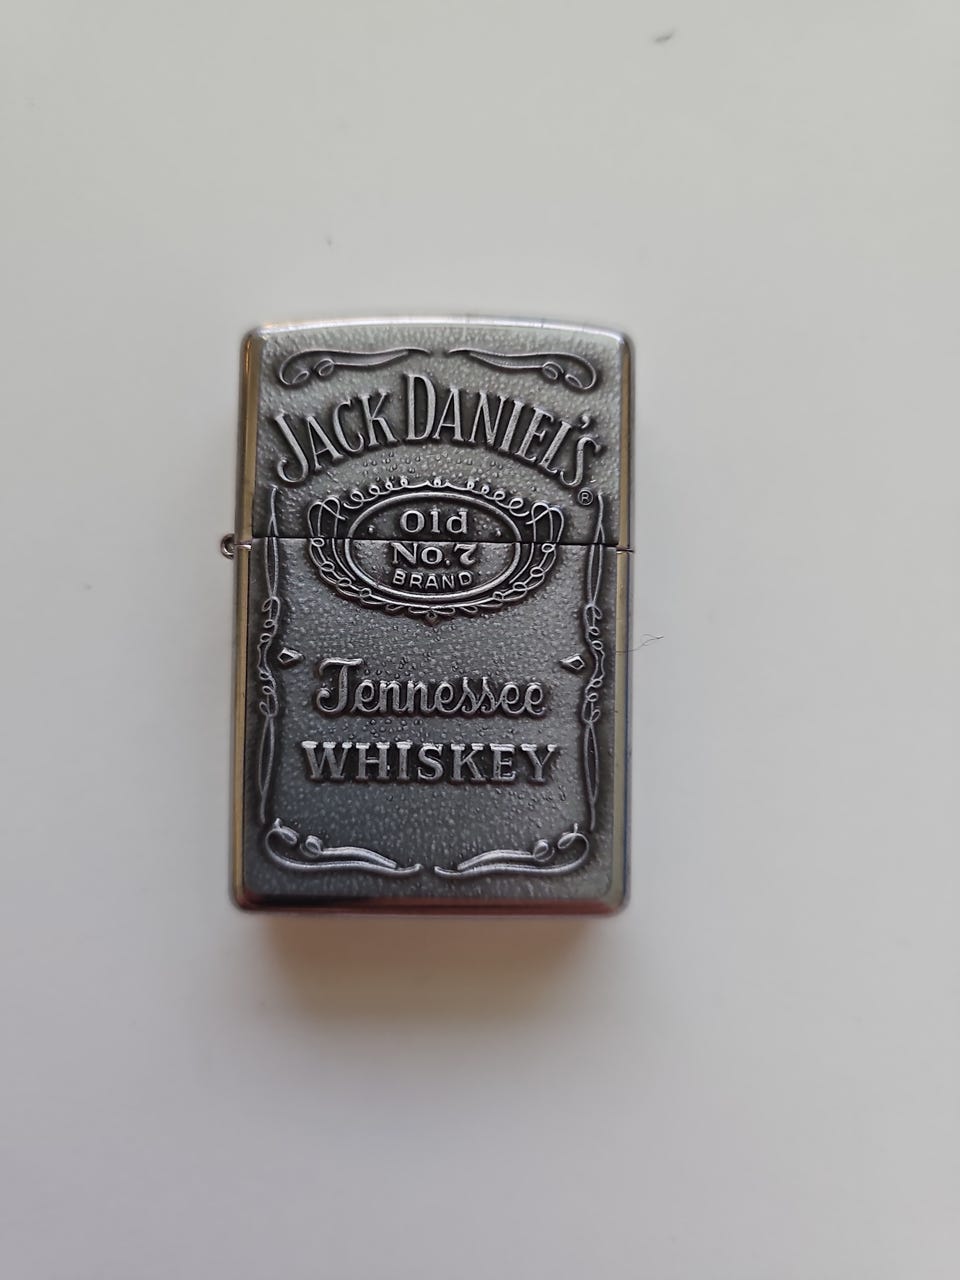 JACK DANIEL'S ®
Old
No.7
BRAND
Tennessee
WHISKEY